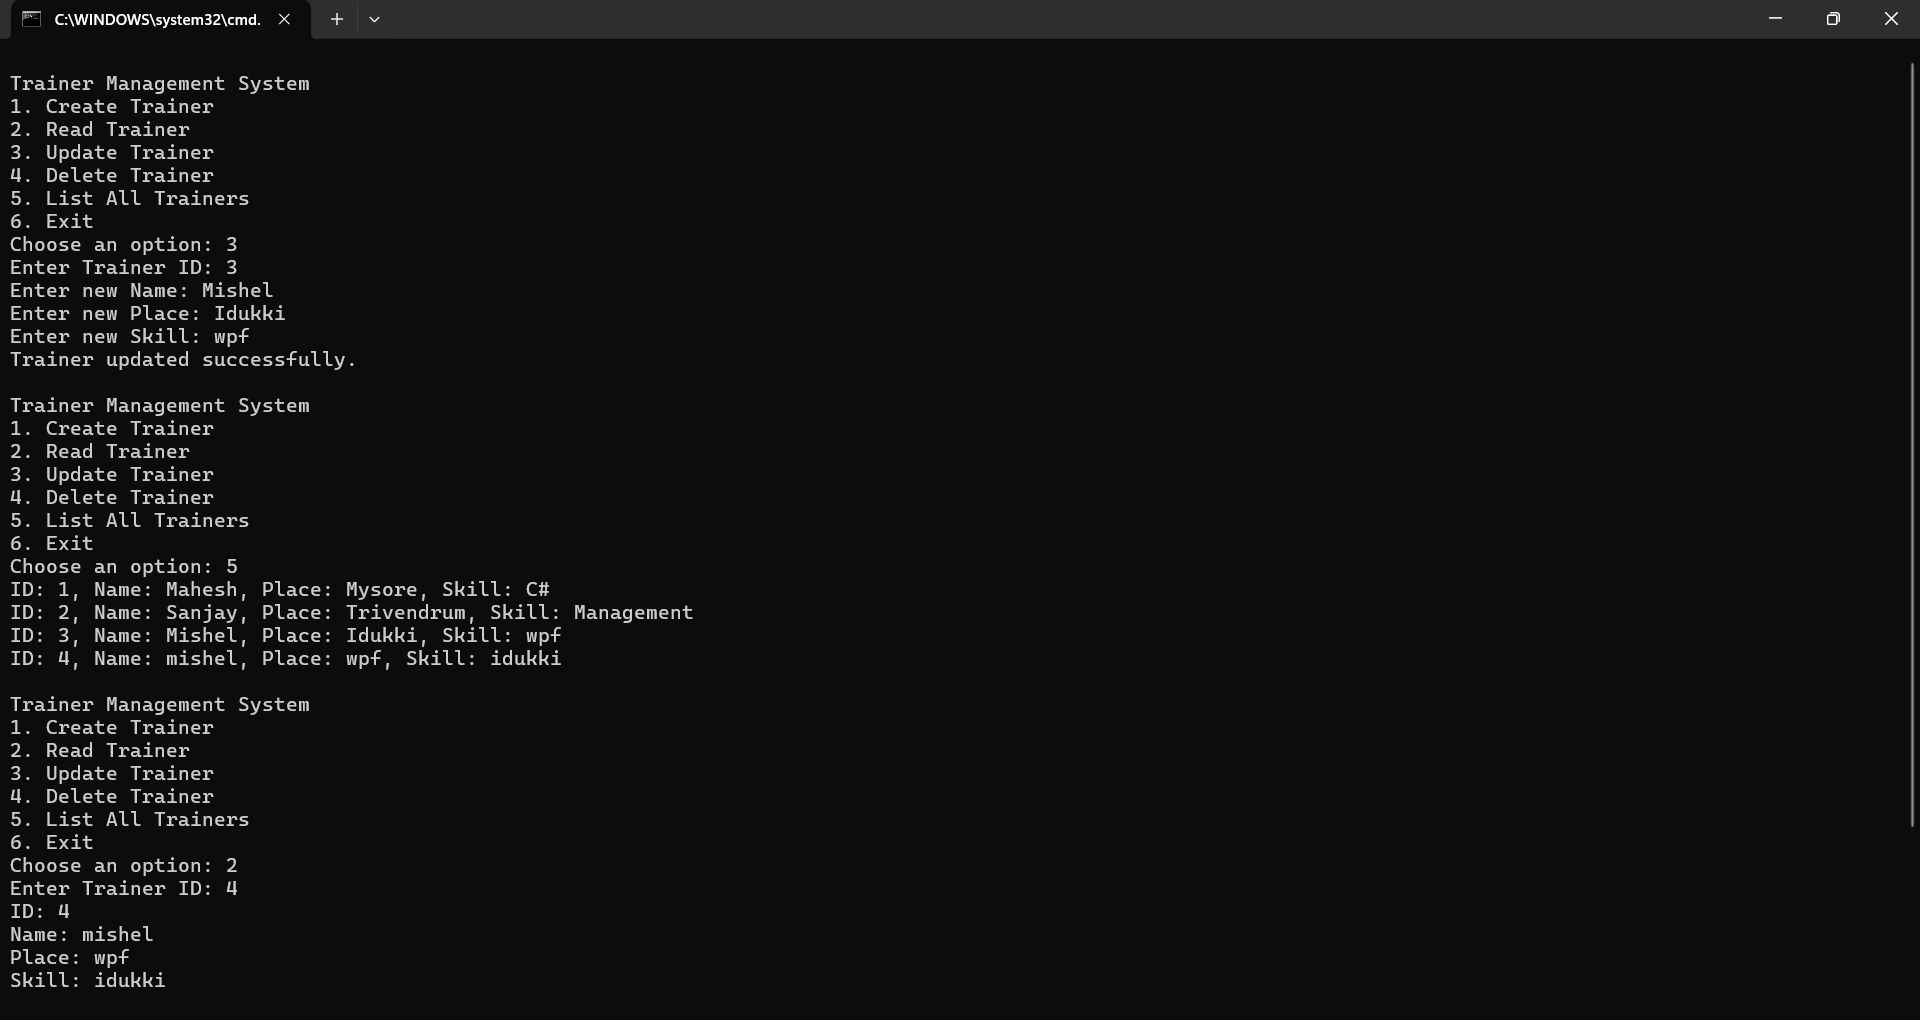 C:\WINDOWS\system32\cmd.
Trainer Management System
1. Create Trainer
2. Read Trainer
3. Update Trainer
4. Delete Trainer
5. List All Trainers
6. Exit
Choose an option: 3
Enter Trainer ID: 3
Enter new Name: Mishel
Enter new Place: Idukki
Enter new Skill: wpf
Trainer updated successfully.
Trainer Management System
1. Create Trainer
2. Read Trainer
3. Update Trainer
4. Delete Trainer
5. List All Trainers
6. Exit
Choose an option: 5
ID: 1, Name: Mahesh, Place: Mysore, Skill: C#
ID: 2, Name: Sanjay, Place: Trivendrum, Skill: Management
ID: 3, Name: Mishel, Place: Idukki, Skill: wpf
ID: 4, Name: mishel, Place: wpf, Skill: idukki
Trainer Management System
1. Create Trainer
2. Read Trainer
3. Update Trainer
4. Delete Trainer
5. List All Trainers
6. Exit
Choose an option: 2
Enter Trainer ID: 4
ID: 4
Name: mishel
Place: wpf
Skill: idukki